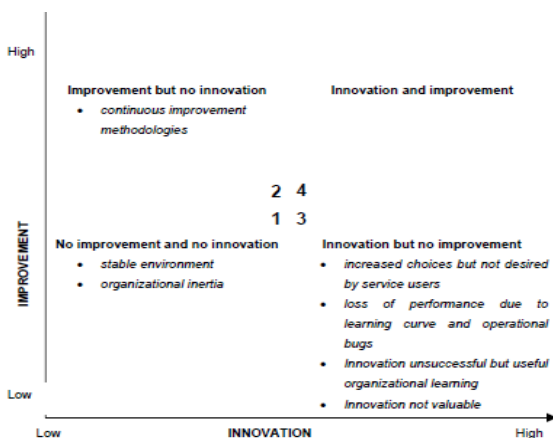 High
Improvement but no innovation
• continuous improvement
methodologies
Innovation and improvement
2 4
1 3
No improvement and no innovation
• stable environment
• organizational inertia
Innovation but no improvement
• increased choices but not desired
by service users
• loss of performance due to
learning curve and operational
bugs
• Innovation unsuccessful but useful
organizational learning
• Innovation not valuable
IMPROVEMENT
Low
Low
INNOVATION
High